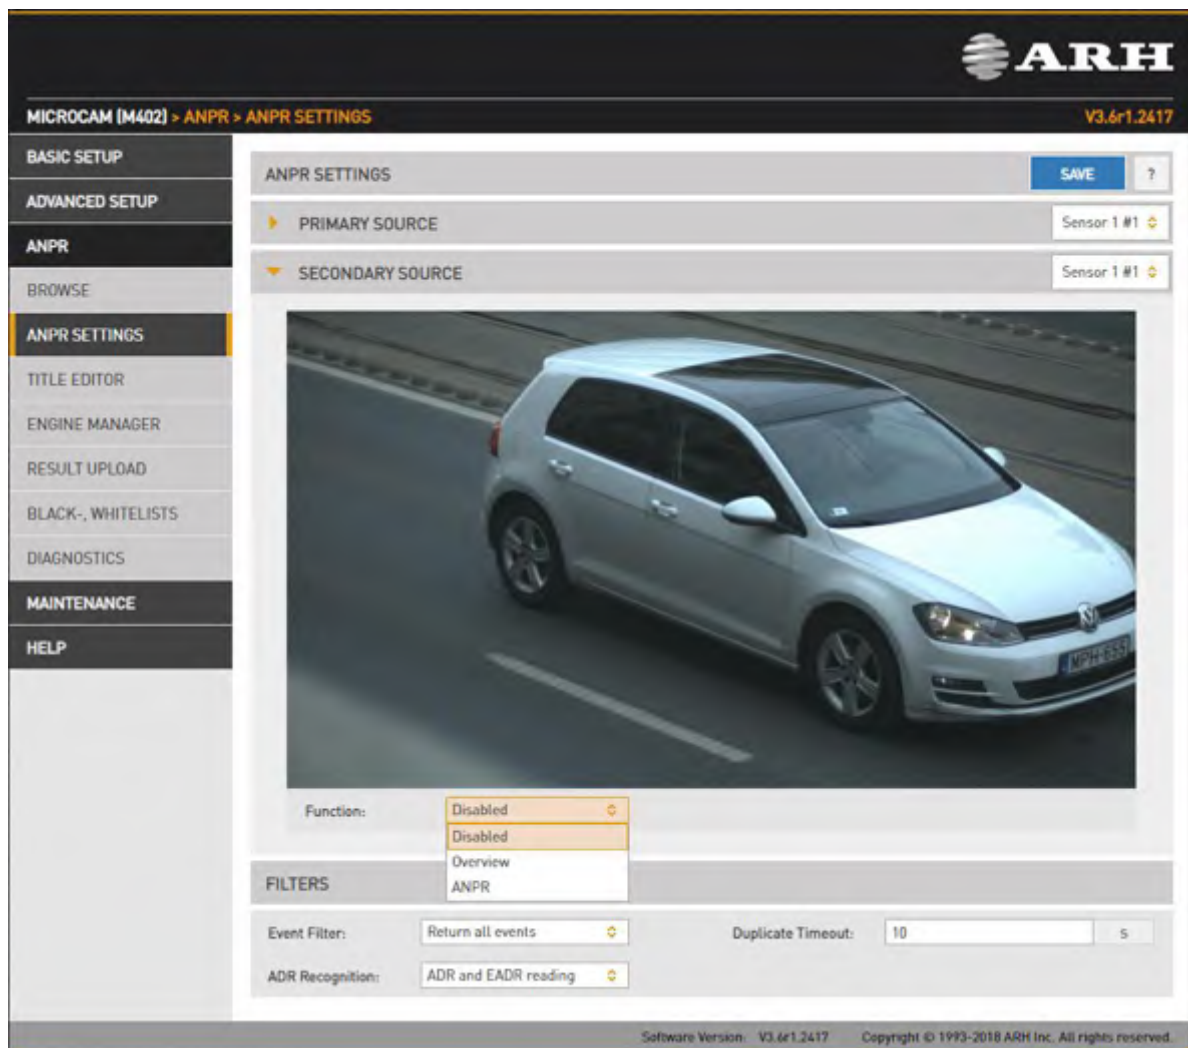 ARH
MICROCAM [M402] > ANPR > ANPR SETTINGS
V3.6r1.2417
BASIC SETUP
ADVANCED SETUP
ANPR
BROWSE
ANPR SETTINGS
TITLE EDITOR
ENGINE MANAGER
RESULT UPLOAD
BLACK-, WHITELISTS
DIAGNOSTICS
MAINTENANCE
HELP
ANPR SETTINGS
SAVE
?
PRIMARY SOURCE
Sensor 1 #1
SECONDARY SOURCE
Sensor 1 #1
MPH-655
Function:
Disabled
Disabled
Overview
ANPR
FILTERS
Event Filter:
Return all events
Duplicate Timeout:
10
s
ADR Recognition:
ADR and EADR reading
Software Version: V3.6r1.2417
Copyright © 1993-2018 ARH Inc. All rights reserved.